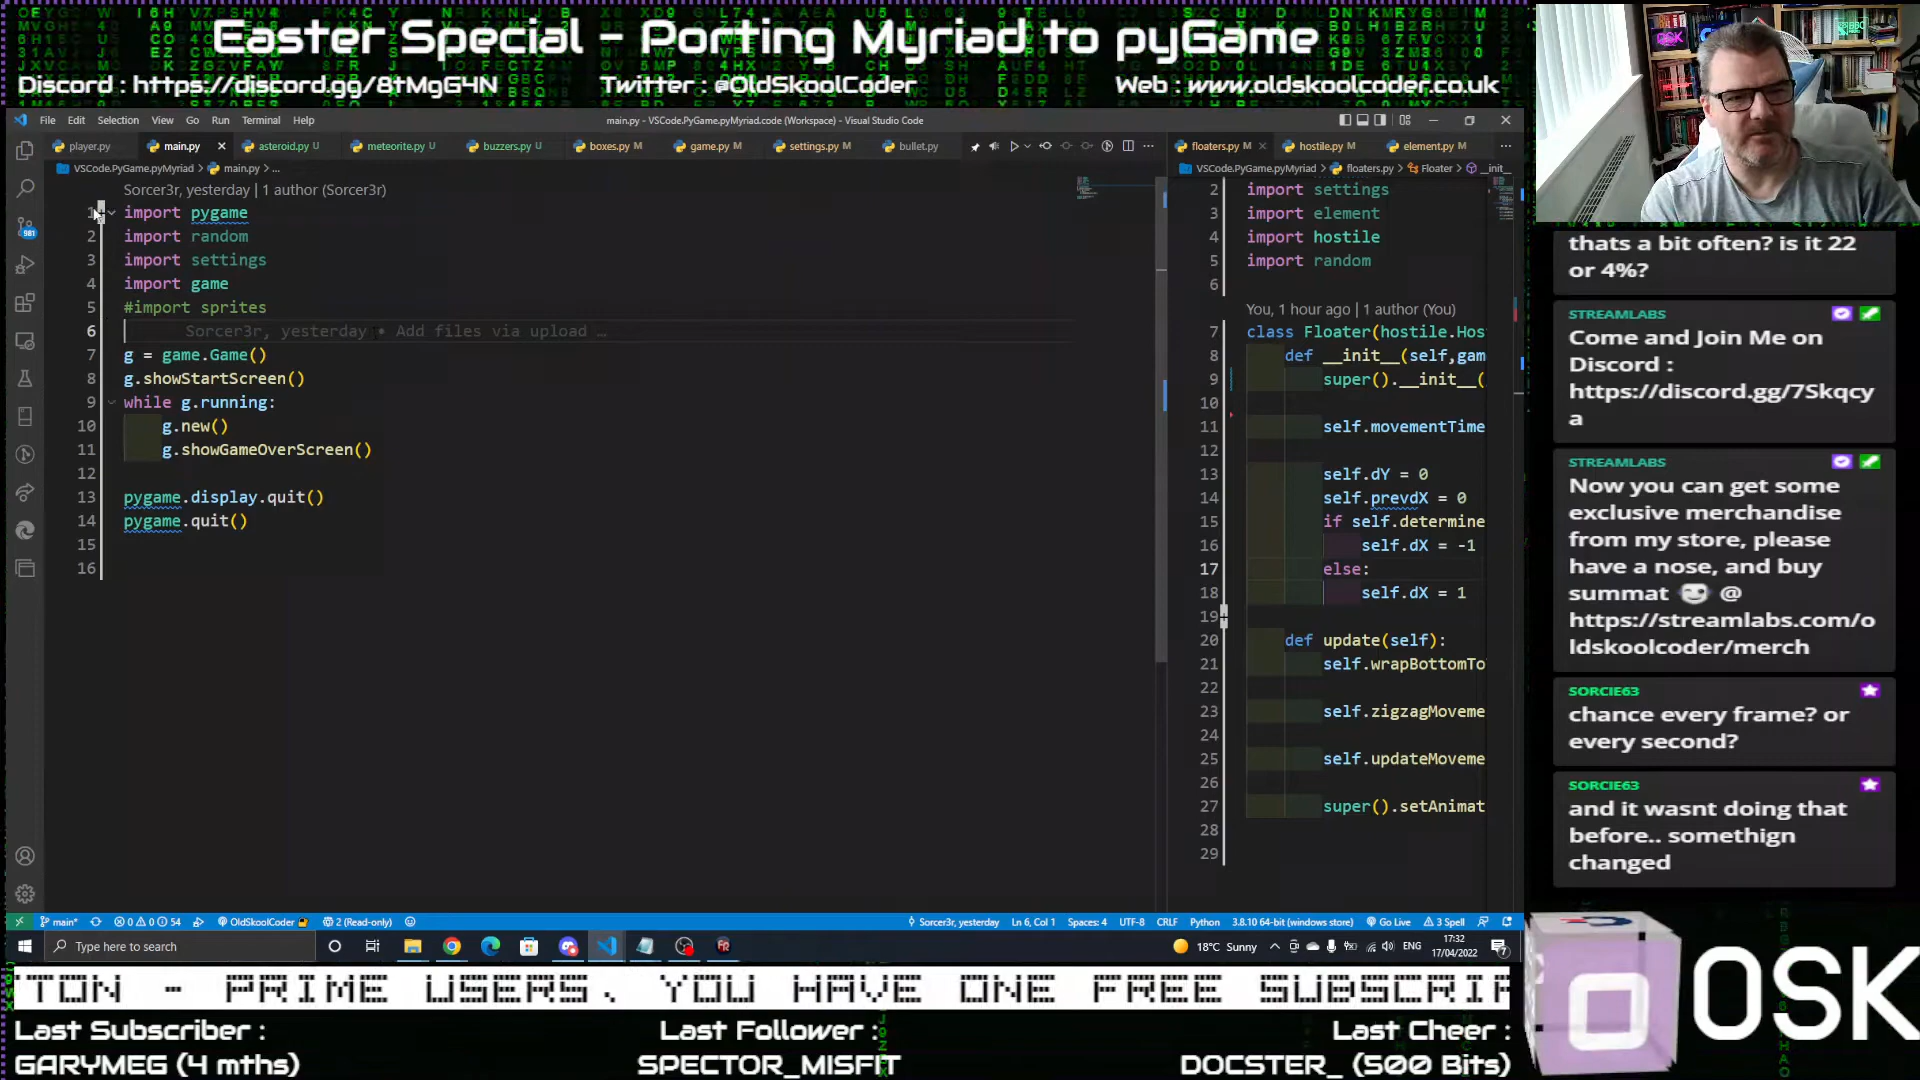 Easter Special - Porting Myriad to pyGame
Discord : https://discord.gg/8tMgG4N Twitter : @OldSkoolCoder Web : www.oldskoolcoder.co.uk
File Edit Selection View Go Run Terminal Help
main.py - VSCode.PyGame.pyMyriad.code (Workspace) - Visual Studio Code
player.py main.py asteroid.py U meteorite.py U buzzers.py U boxes.py M game.py M settings.py M bullet.py
VSCode.PyGame.pyMyriad > main.py > ...
Sorcer3r, yesterday | 1 author (Sorcer3r)
1 import pygame
2 import random
3 import settings
4 import game
5 #import sprites
6 Sorcer3r, yesterday • Add files via upload …
7 g = game.Game()
8 g.showStartScreen()
9 while g.running:
10 g.new()
11 g.showGameOverScreen()
12
13 pygame.display.quit()
14 pygame.quit()
15
16
981
floaters.py M hostile.py M element.py
VSCode.PyGame.pyMyriad > floaters.py > Floater > __init__
2 import settings
3 import element
4 import hostile
5 import random
6
You, 1 hour ago | 1 author (You)
7 class Floater(hostile.Hos
8 def __init__(self,gam
9 super().__init__(
10
11 self.movementTime
12
13 self.dY = 0
14 self.prevdX = 0
15 if self.determine
16 self.dX = -1
17 else:
18 self.dX = 1
19
20 def update(self):
21 self.wrapBottomTo
22
23 self.zigzagMoveme
24
25 self.updateMoveme
26
27 super().setAnimat
28
29
main* 0 0 54 OldSkoolCoder 2 (Read-only) Sorcer3r, yesterday Ln 6, Col 1 Spaces: 4 UTF-8 CRLF Python 3.8.10 64-bit (windows store) Go Live 3 Spell
Type here to search
18°C Sunny ENG 17:32
17/04/2022
7
thats a bit often? is it 22
or 4%?
STREAMLABS
Come and Join Me on
Discord :
https://discord.gg/7Skqcy
a
STREAMLABS
Now you can get some
exclusive merchandise
from my store, please
have a nose, and buy
summat @
https://streamlabs.com/o
ldskoolcoder/merch
SORCIE63
chance every frame? or
every second?
SORCIE63
and it wasnt doing that
before.. somethign
changed
TON - PRIME USERS. YOU HAVE ONE FREE SUBSCRI
Last Subscriber :
GARYMEG (4 mths)
Last Follower :
SPECTOR_MISFIT
Last Cheer :
DOCSTER_ (500 Bits)
OSK